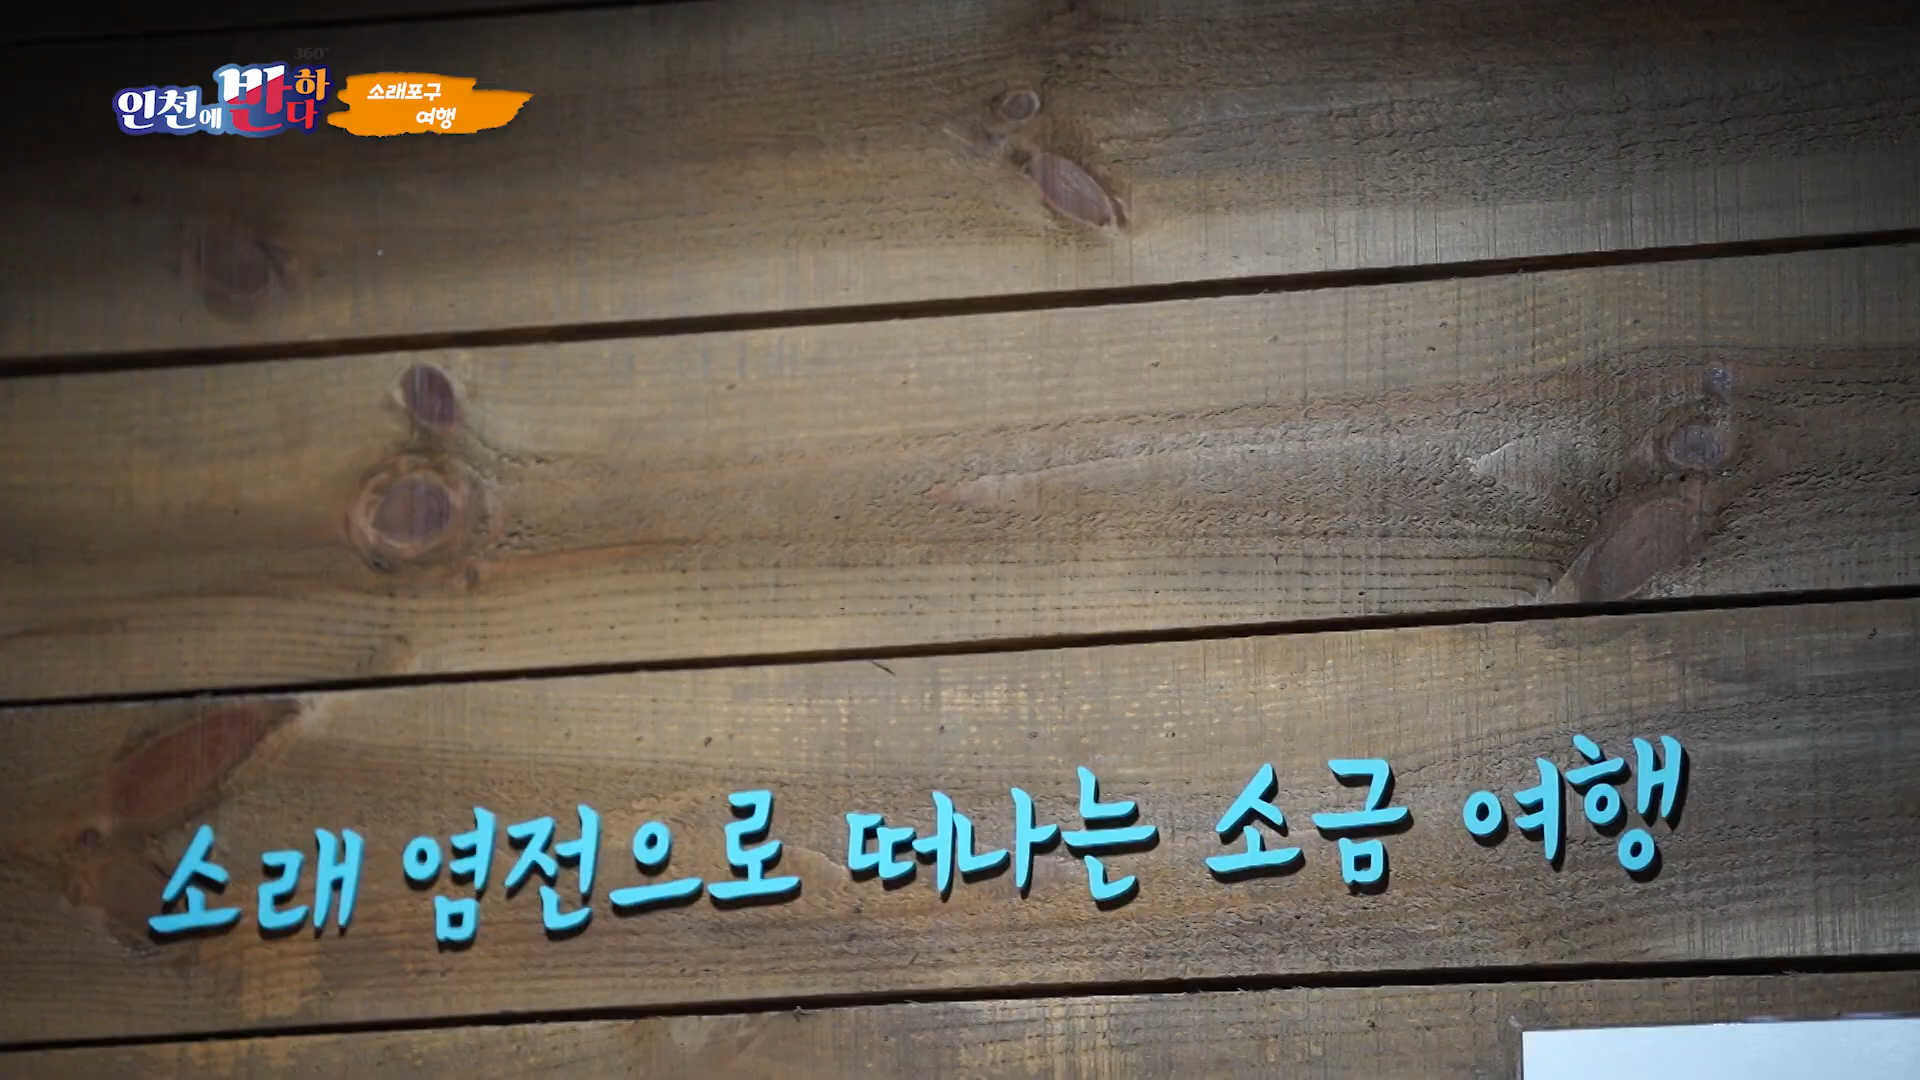 360°
인천에 반하다
소래포구
여행
소래 염전으로 떠나는 소금 여행